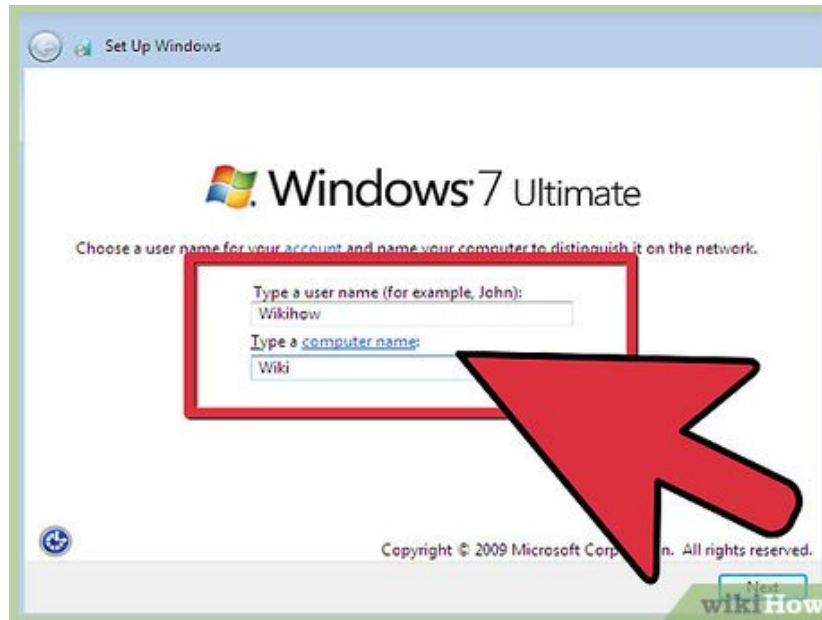 Set Up Windows
Windows 7 Ultimate
Choose a user name for your account and name your computer to distinguish it on the network.
Type a user name (for example, John):
Wikihow
Type a computer name:
Wiki
Copyright © 2009 Microsoft Corp n. All rights reserved.
Next
wikiHow